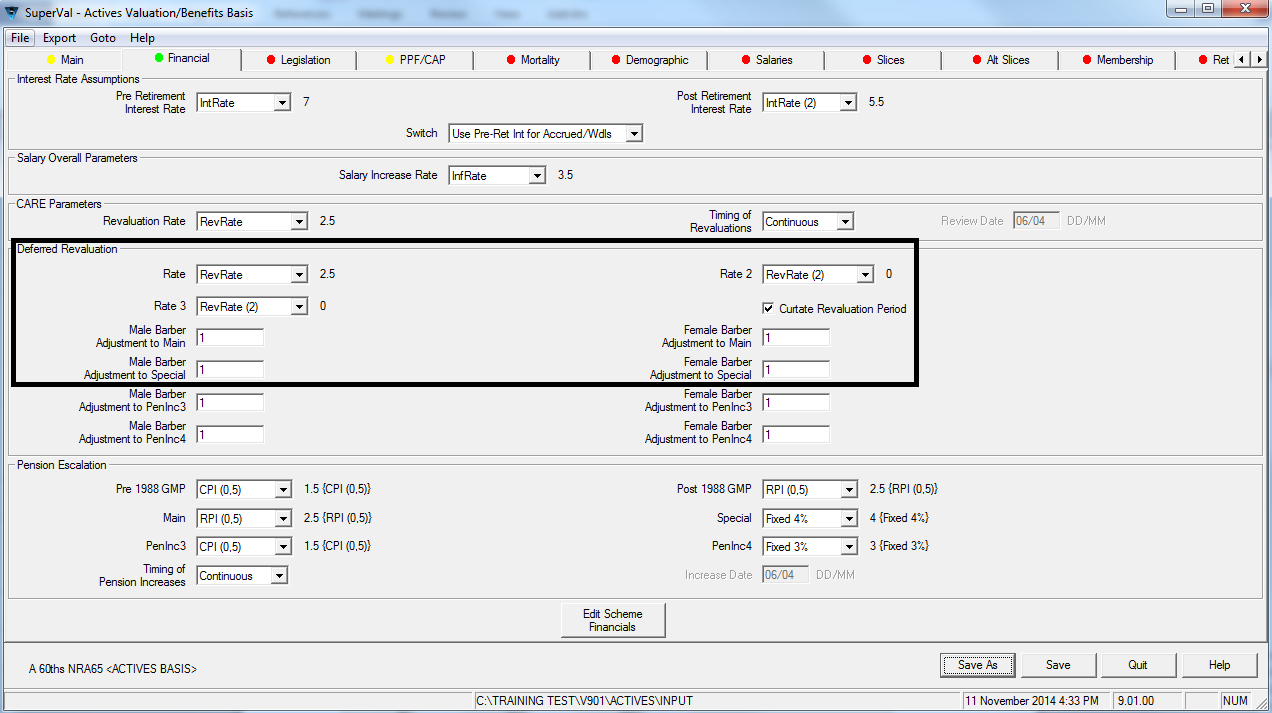 SuperVal - Actives Valuation/Benefits Basis
File Export Goto Help
Main Financial Legislation PPF/CAP Mortality Demographic Salaries Slices Alt Slices Membership Ret
Interest Rate Assumptions
Pre Retirement
Interest Rate
IntRate 7
Post Retirement
Interest Rate
IntRate (2) 5.5
Switch Use Pre-Ret Int for Accrued/Wdls
Salary Overall Parameters
Salary Increase Rate InfRate 3.5
CARE Parameters
Revaluation Rate RevRate 2.5
Timing of
Revaluations
Continuous
Review Date 06/04 DD/MM
Deferred Revaluation
Rate RevRate 2.5 Rate 2 RevRate (2) 0
Rate 3 RevRate (2) 0 Curtate Revaluation Period
Male Barber
Adjustment to Main
1
Female Barber
Adjustment to Main
1
Male Barber
Adjustment to Special
1
Female Barber
Adjustment to Special
1
Male Barber
Adjustment to PenInc3
1
Female Barber
Adjustment to PenInc3
1
Male Barber
Adjustment to PenInc4
1
Female Barber
Adjustment to PenInc4
1
Pension Escalation
Pre 1988 GMP CPI (0,5) 1.5 {CPI (0,5)} Post 1988 GMP RPI (0,5) 2.5 {RPI (0,5)}
Main RPI (0,5) 2.5 {RPI (0,5)} Special Fixed 4% 4 {Fixed 4%}
PenInc3 CPI (0,5) 1.5 {CPI (0,5)} PenInc4 Fixed 3% 3 {Fixed 3%}
Timing of
Pension Increases
Continuous
Increase Date 06/04 DD/MM
Edit Scheme
Financials
A 60ths NRA65 <ACTIVES BASIS>
Save As Save Quit Help
C:\TRAINING TEST\V901\ACTIVES\INPUT 11 November 2014 4:33 PM 9.01.00 NUM